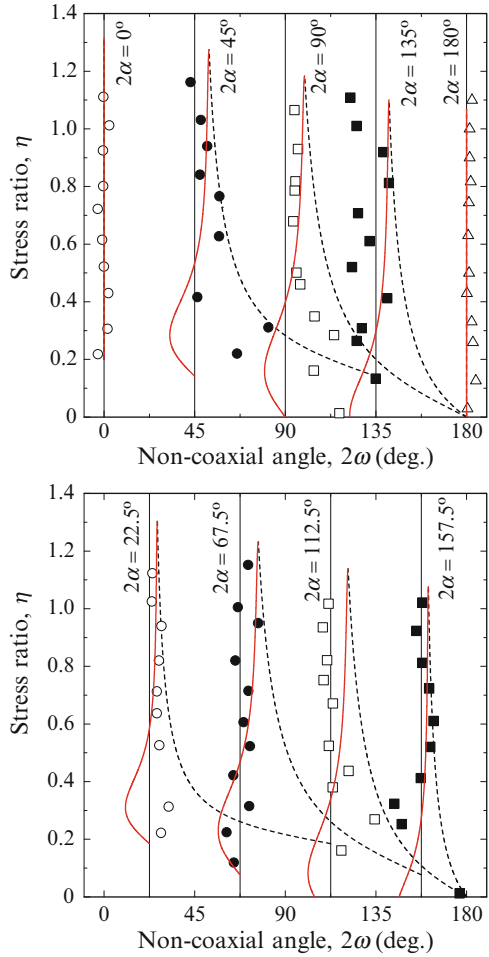 1.4
1.2
1.0
0.8
0.6
0.4
0.2
0
Stress ratio, η
2α = 0°
2α = 45°
2α = 90°
2α = 135°
2α = 180°
0 45 90 135 180
Non-coaxial angle, 2ω (deg.)
1.4
1.2
1.0
0.8
0.6
0.4
0.2
0
Stress ratio, η
2α = 22.5°
2α = 67.5°
2α = 112.5°
2α = 157.5°
0 45 90 135 180
Non-coaxial angle, 2ω (deg.)